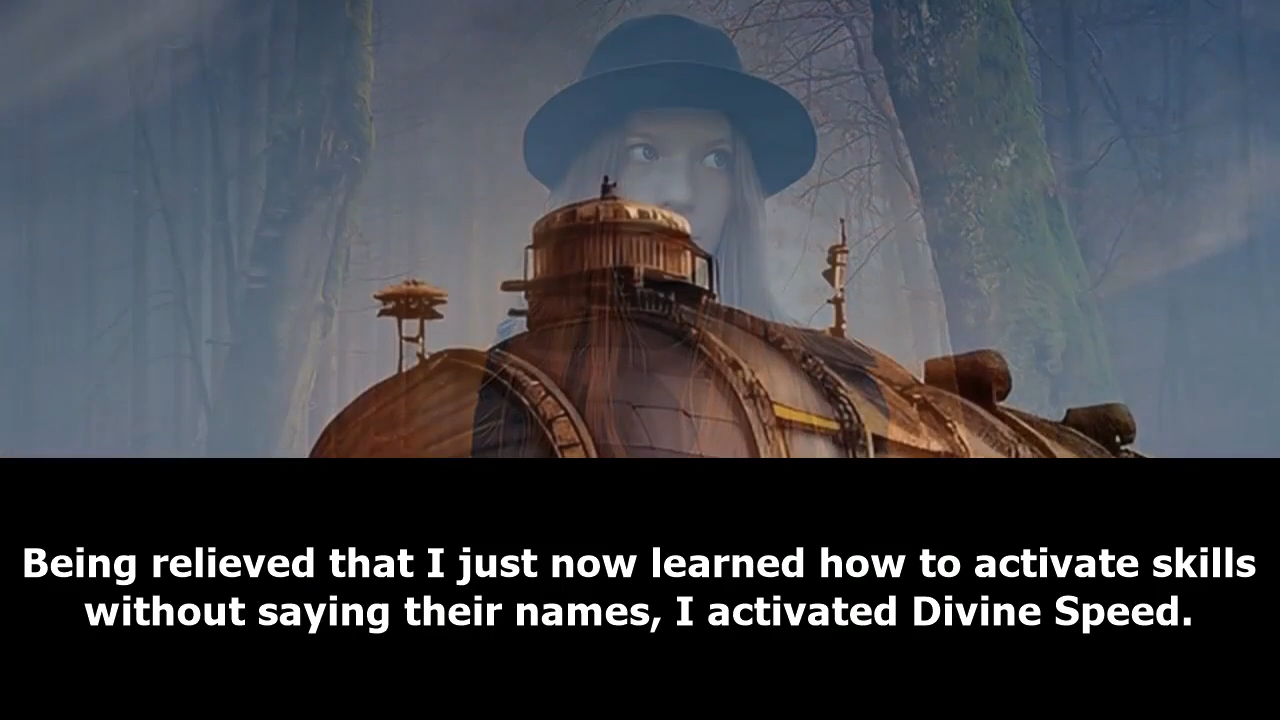 Being relieved that I just now learned how to activate skills
without saying their names, I activated Divine Speed.